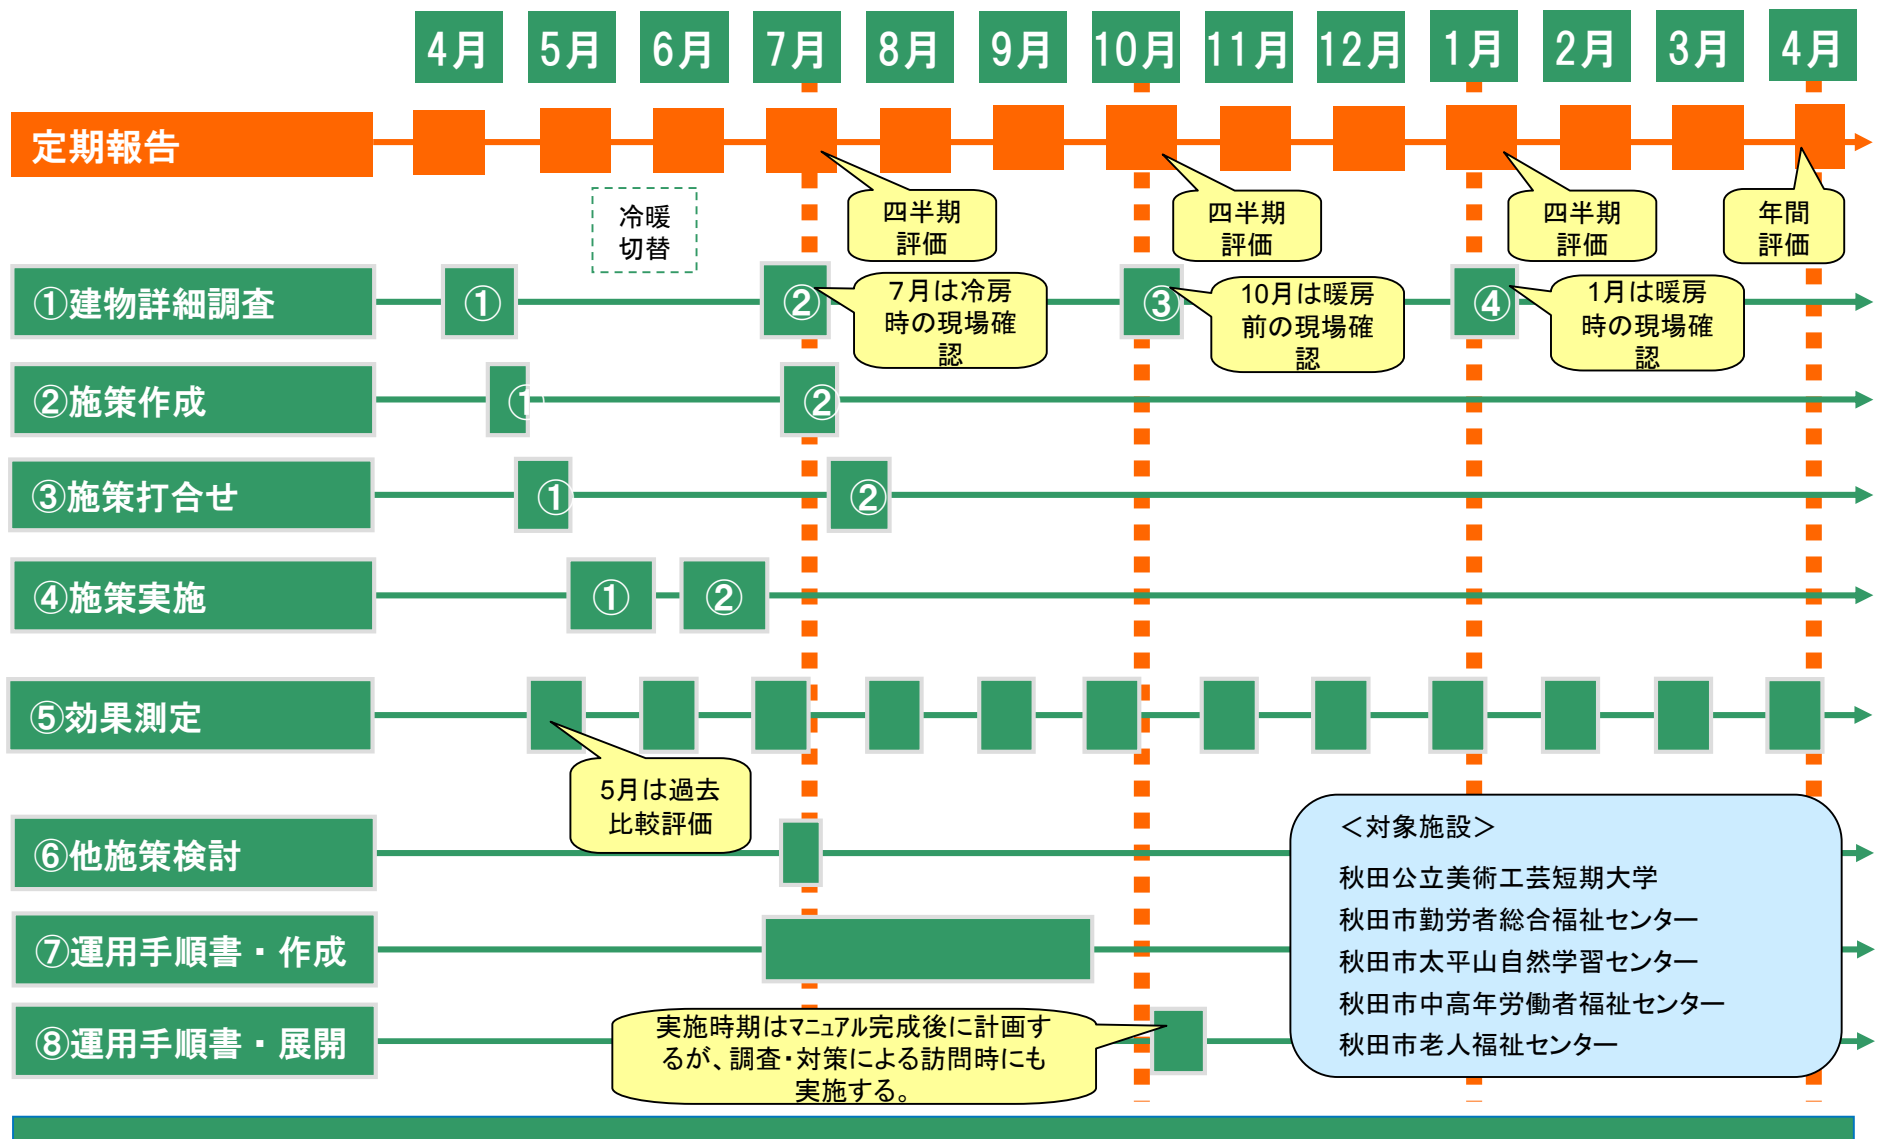 4月 5月 6月 7月 8月 9月 10月 11月 12月 1月 2月 3月 4月
定期報告
冷暖
切替
四半期
評価
四半期
評価
四半期
評価
年間
評価
①建物詳細調査
①
②
③
④
7月は冷房
時の現場確
認
10月は暖房
前の現場確
認
1月は暖房
時の現場確
認
②施策作成
①
②
③施策打合せ
①
②
④施策実施
①
②
⑤効果測定
5月は過去
比較評価
⑥他施策検討
⑦運用手順書・作成
⑧運用手順書・展開
実施時期はマニュアル完成後に計画す
るが、調査・対策による訪問時にも
実施する。
＜対象施設＞
秋田公立美術工芸短期大学
秋田市勤労者総合福祉センター
秋田市太平山自然学習センター
秋田市中高年労働者福祉センター
秋田市老人福祉センター